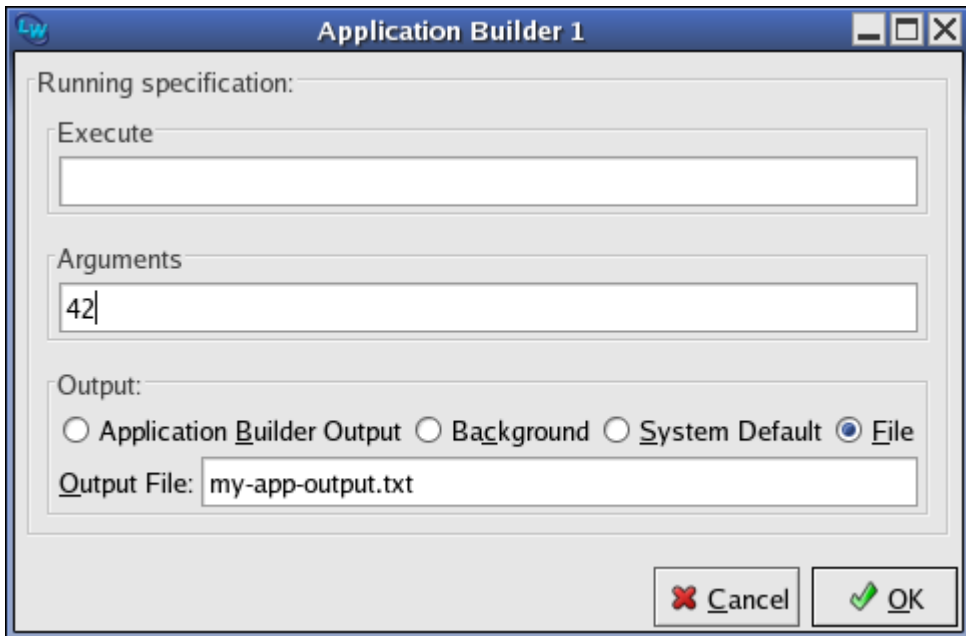 LW
Application Builder 1
Running specification:
Execute
Arguments
42
Output:
Application Builder Output Background System Default File
Output File: my-app-output.txt
Cancel OK